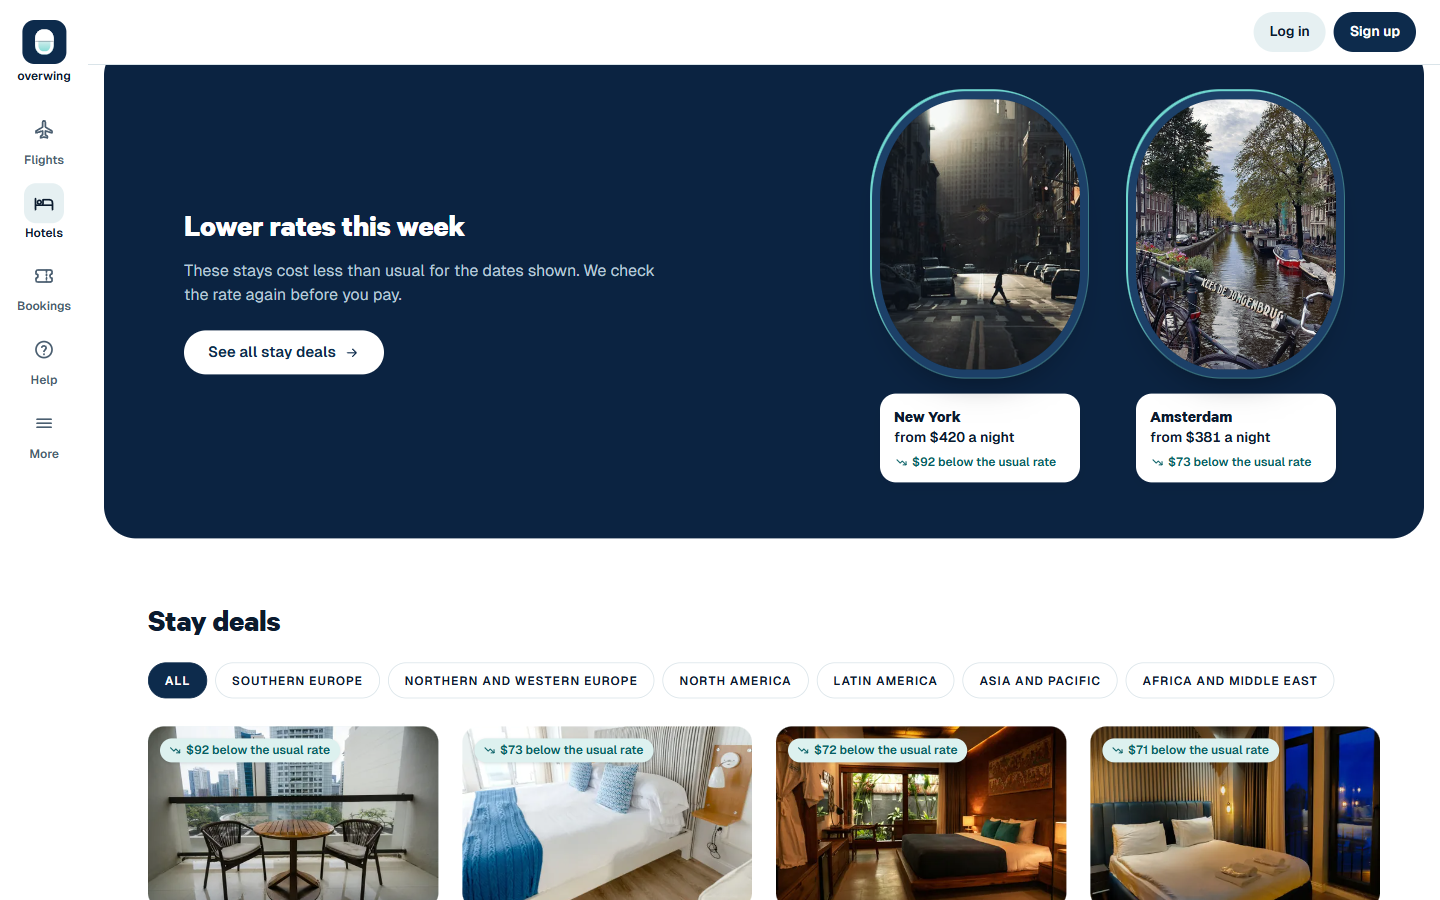 Log in
Sign up
overwing
Flights
Hotels
Bookings
Help
More
Lower rates this week
These stays cost less than usual for the dates shown. We check
the rate again before you pay.
See all stay deals
KEES DE JONGENBRUG
New York
from $420 a night
$92 below the usual rate
Amsterdam
from $381 a night
$73 below the usual rate
Stay deals
ALL
SOUTHERN EUROPE
NORTHERN AND WESTERN EUROPE
NORTH AMERICA
LATIN AMERICA
ASIA AND PACIFIC
AFRICA AND MIDDLE EAST
$92 below the usual rate
$73 below the usual rate
$72 below the usual rate
$71 below the usual rate